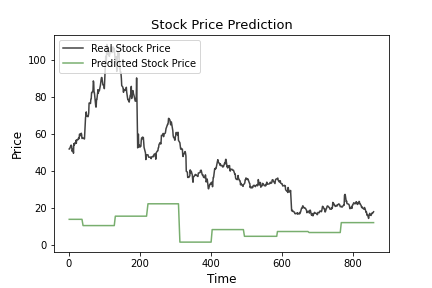 Stock Price Prediction
Real Stock Price
Predicted Stock Price
Price
100
80
60
40
20
0
0 200 400 600 800
Time